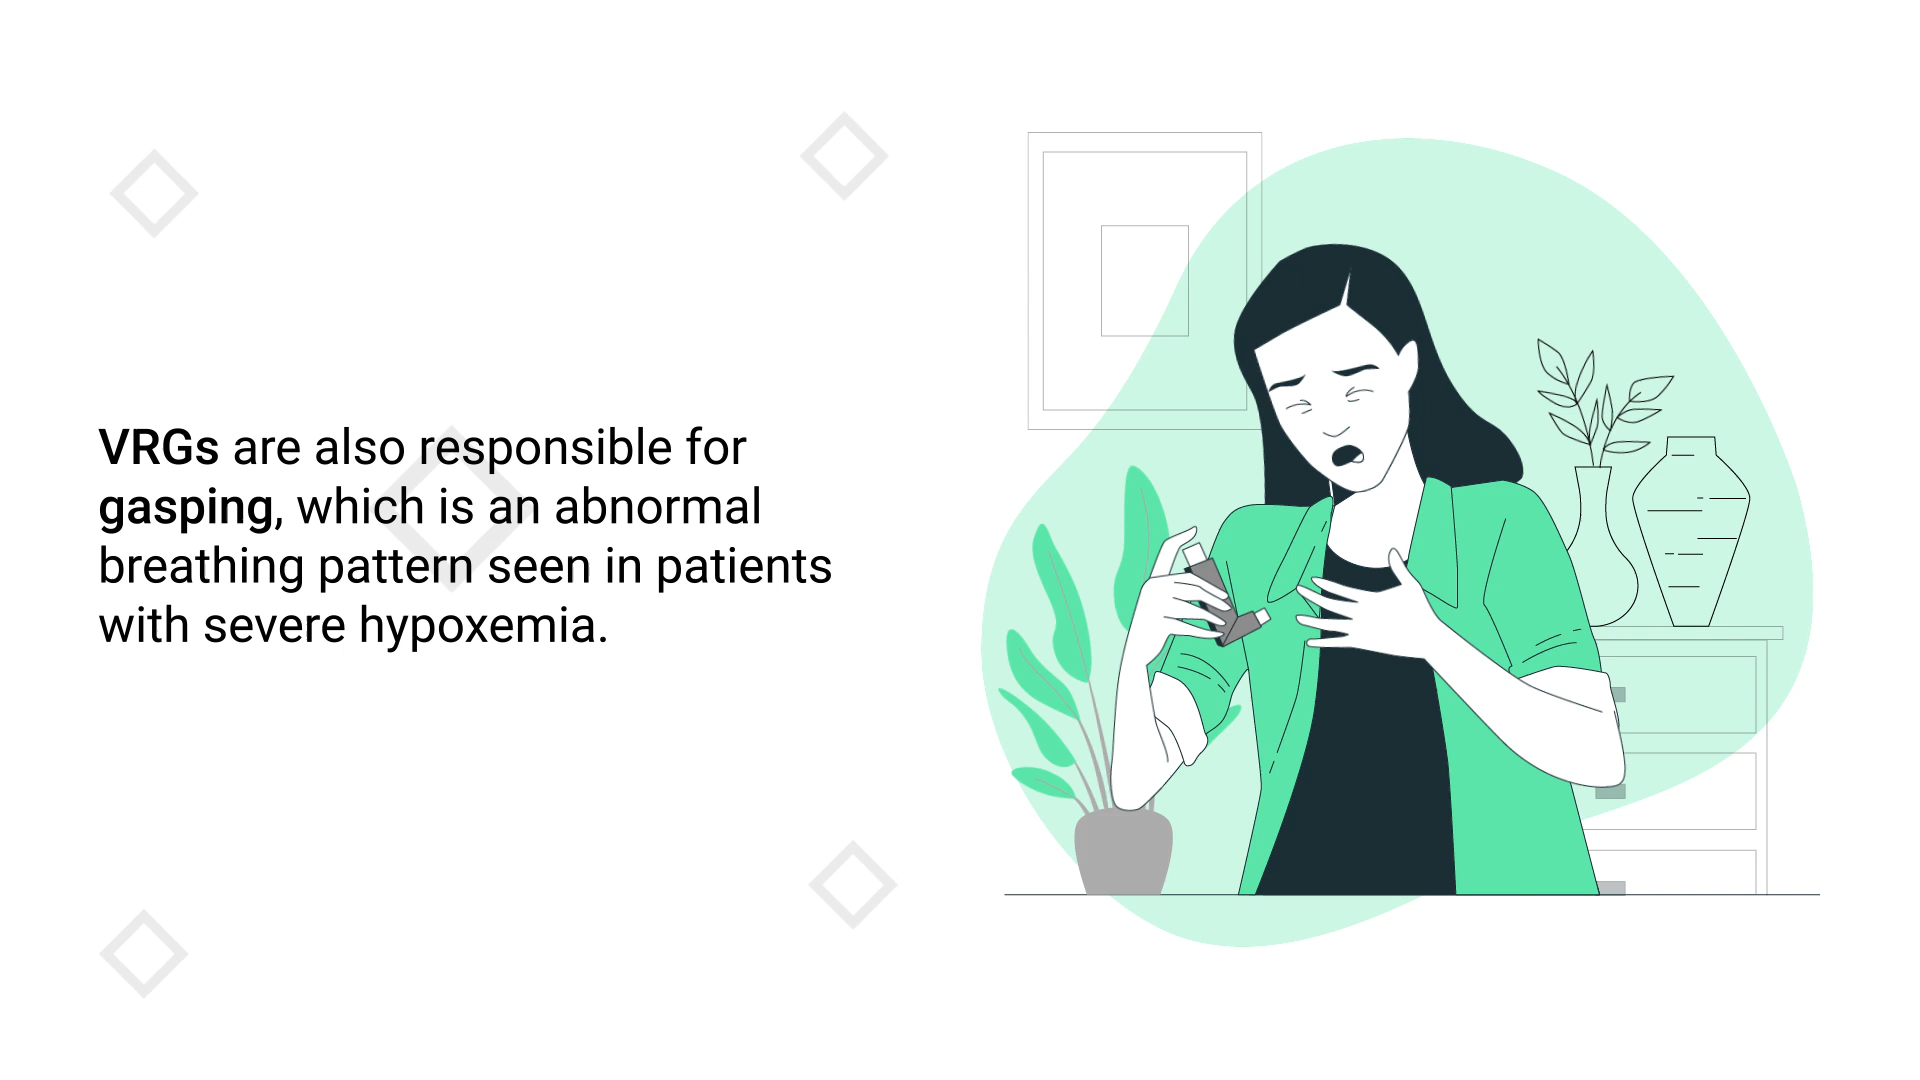 VRGs are also responsible for
gasping, which is an abnormal
breathing pattern seen in patients
with severe hypoxemia.